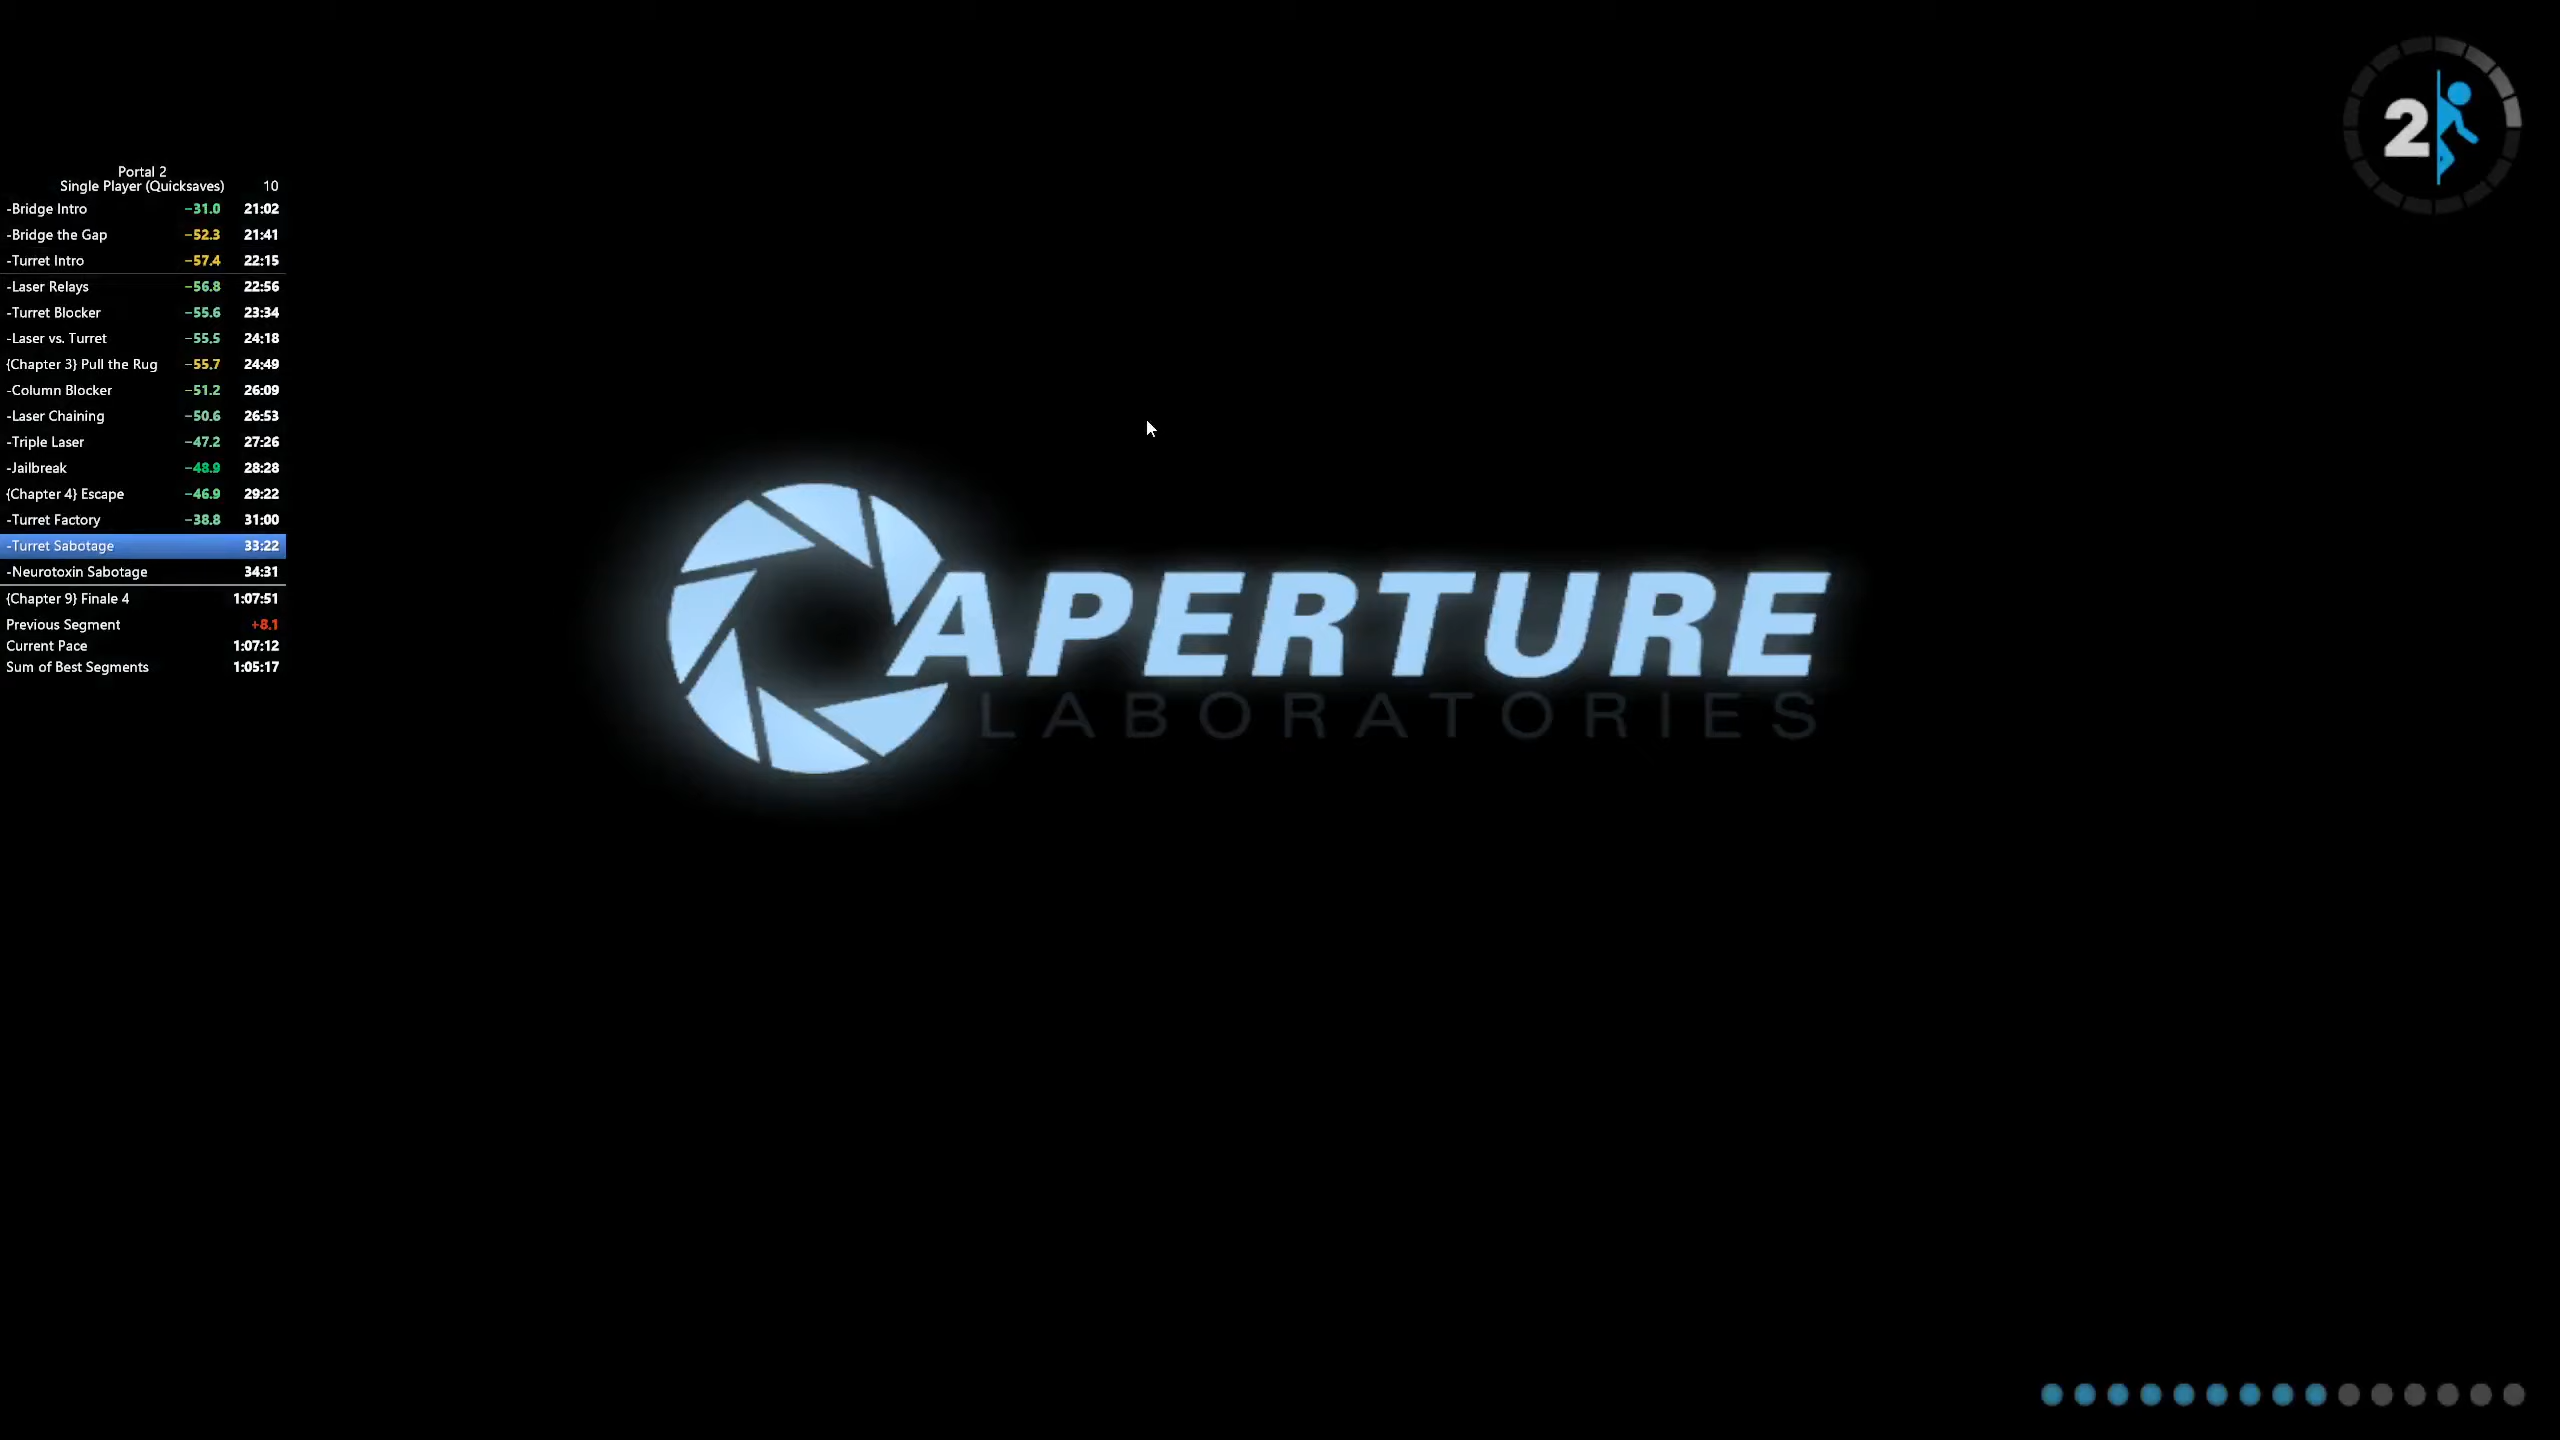 Portal 2
Single Player (Quicksaves) 10
-Bridge Intro −31.0 21:02
-Bridge the Gap −52.3 21:41
-Turret Intro −57.4 22:15
-Laser Relays −56.8 22:56
-Turret Blocker −55.6 23:34
-Laser vs. Turret −55.5 24:18
{Chapter 3} Pull the Rug −55.7 24:49
-Column Blocker −51.2 26:09
-Laser Chaining −50.6 26:53
-Triple Laser −47.2 27:26
-Jailbreak −48.9 28:28
{Chapter 4} Escape −46.9 29:22
-Turret Factory −38.8 31:00
-Turret Sabotage 33:22
-Neurotoxin Sabotage 34:31
{Chapter 9} Finale 4 1:07:51
Previous Segment +8.1
Current Pace 1:07:12
Sum of Best Segments 1:05:17
APERTURE
LABORATORIES
2